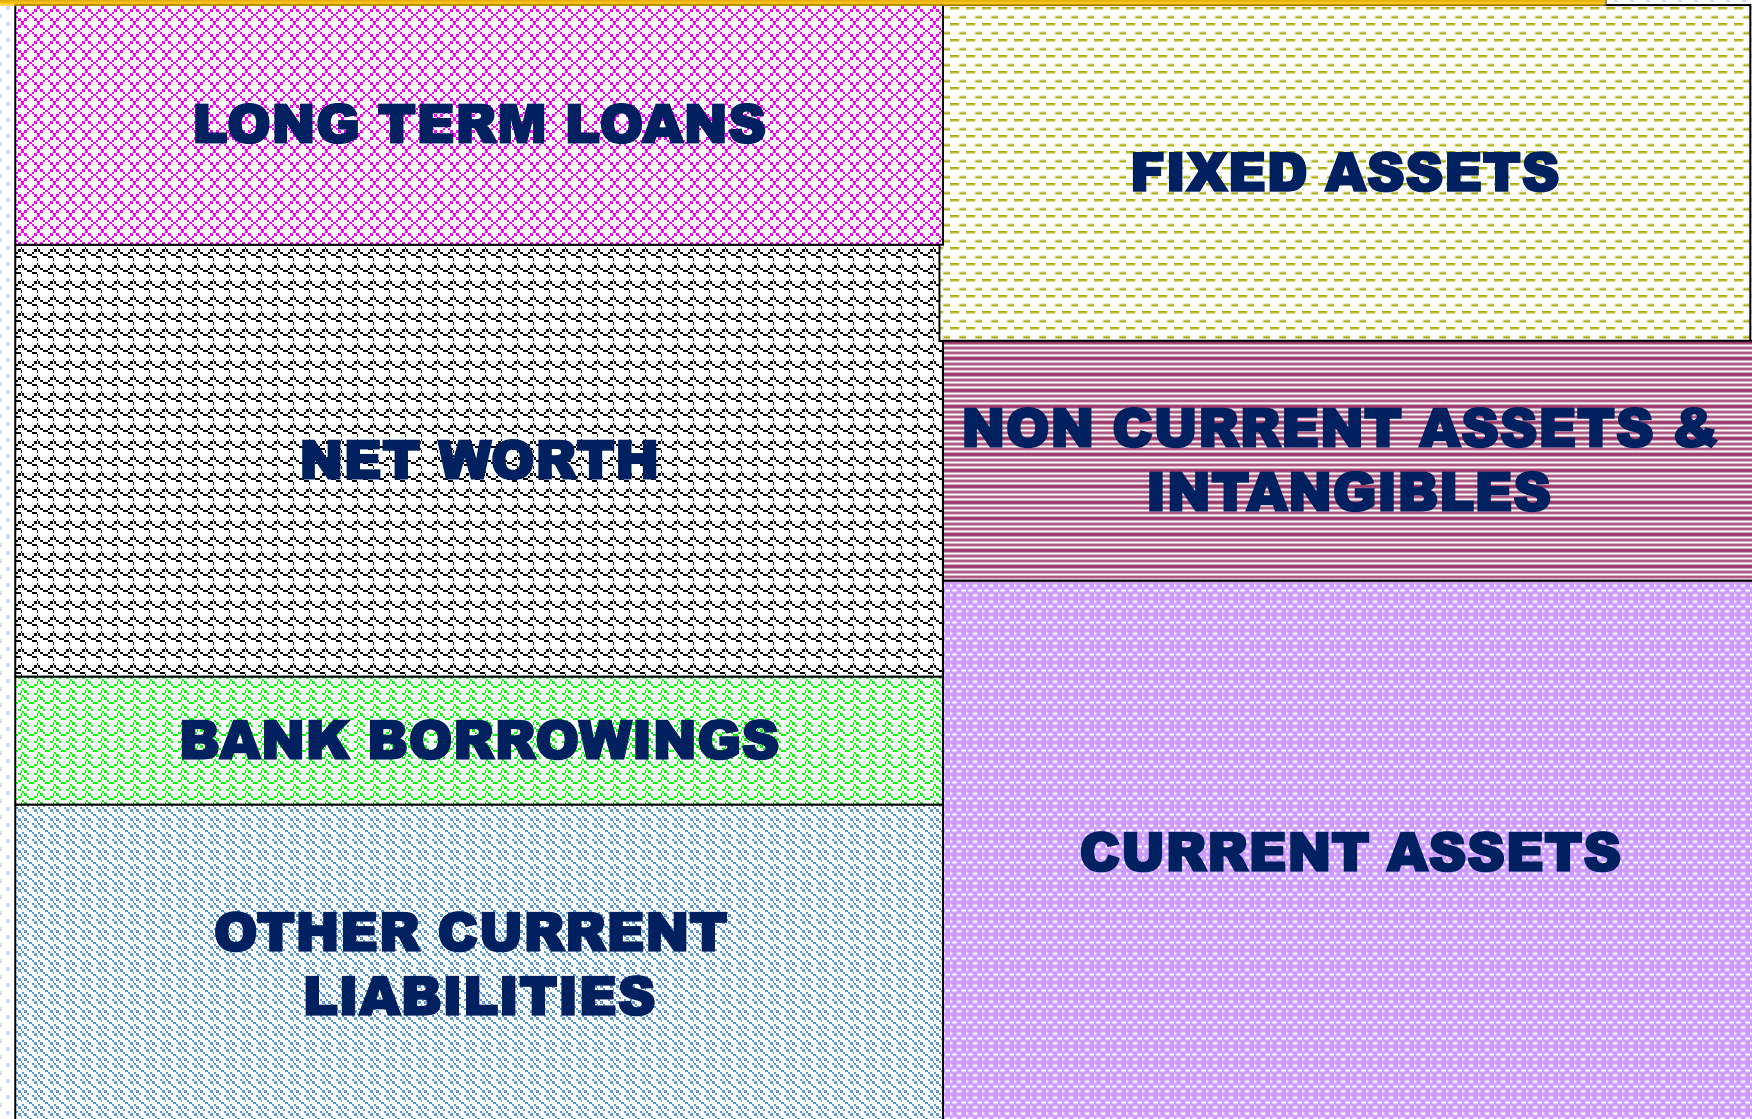 LONG TERM LOANS
NET WORTH
BANK BORROWINGS
OTHER CURRENT
LIABILITIES
FIXED ASSETS
NON CURRENT ASSETS &
INTANGIBLES
CURRENT ASSETS